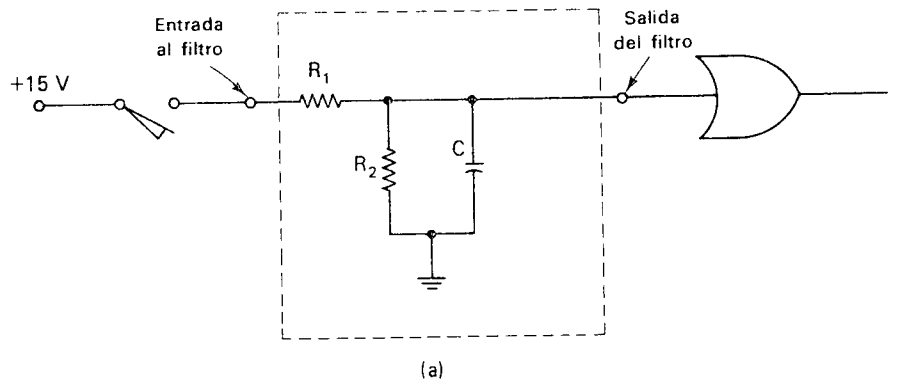 Entrada
al filtro
Salida
del filtro
+15 V
R₁
R₂
C
(a)